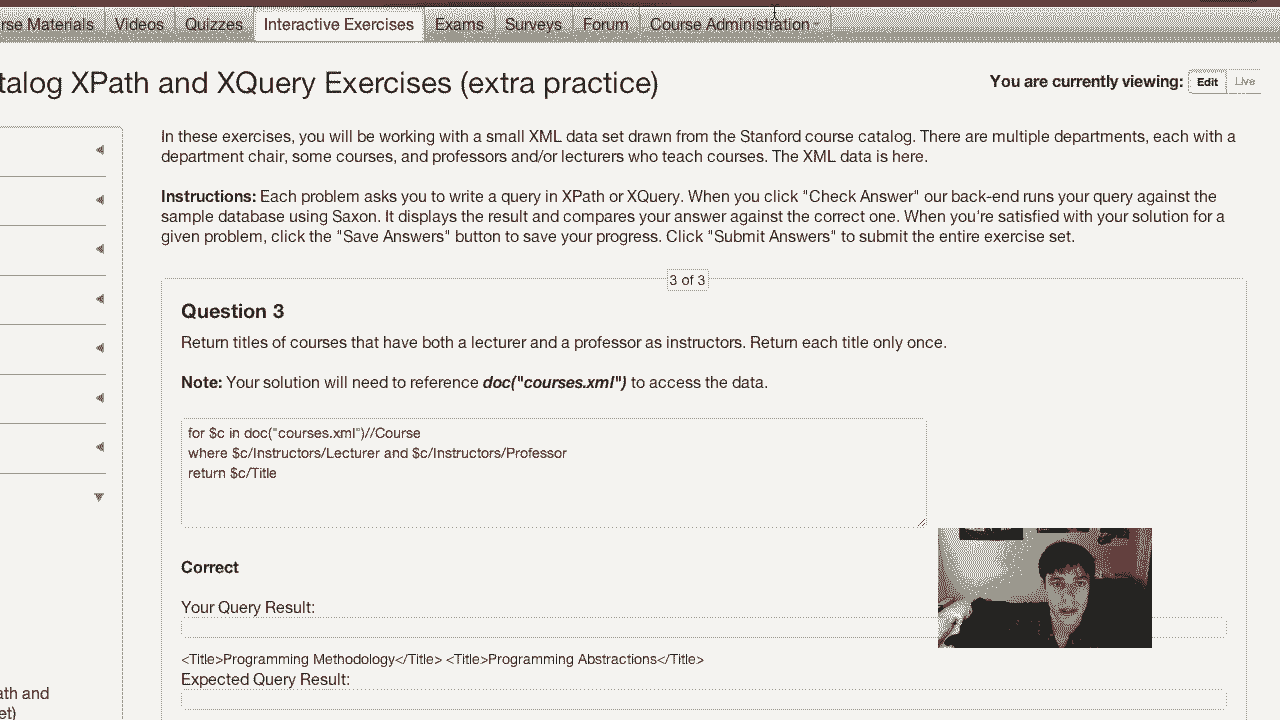 rse Materials Videos Quizzes Interactive Exercises Exams Surveys Forum Course Administration
talog XPath and XQuery Exercises (extra practice)
You are currently viewing: Edit Live
In these exercises, you will be working with a small XML data set drawn from the Stanford course catalog. There are multiple departments, each with a
department chair, some courses, and professors and/or lecturers who teach courses. The XML data is here.
Instructions: Each problem asks you to write a query in XPath or XQuery. When you click "Check Answer" our back-end runs your query against the
sample database using Saxon. It displays the result and compares your answer against the correct one. When you're satisfied with your solution for a
given problem, click the "Save Answers" button to save your progress. Click "Submit Answers" to submit the entire exercise set.
3 of 3
Question 3
Return titles of courses that have both a lecturer and a professor as instructors. Return each title only once.
Note: Your solution will need to reference doc("courses.xml") to access the data.
for $c in doc("courses.xml")//Course
where $c/Instructors/Lecturer and $c/Instructors/Professor
return $c/Title
Correct
Your Query Result:
<Title>Programming Methodology</Title> <Title>Programming Abstractions</Title>
Expected Query Result:
ath and
et)